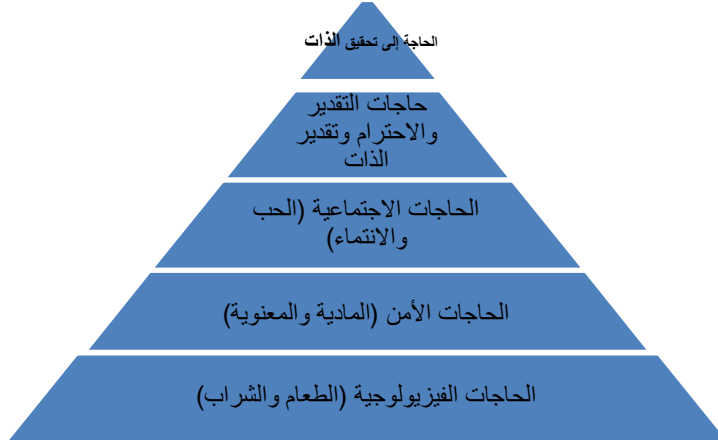 الحاجة إلى تحقيق الذات
حاجات التقدير
والاحترام وتقدير
الذات
الحاجات الاجتماعية (الحب
والانتماء)
الحاجات الأمن (المادية والمعنوية)
الحاجات الفيزيولوجية (الطعام والشراب)